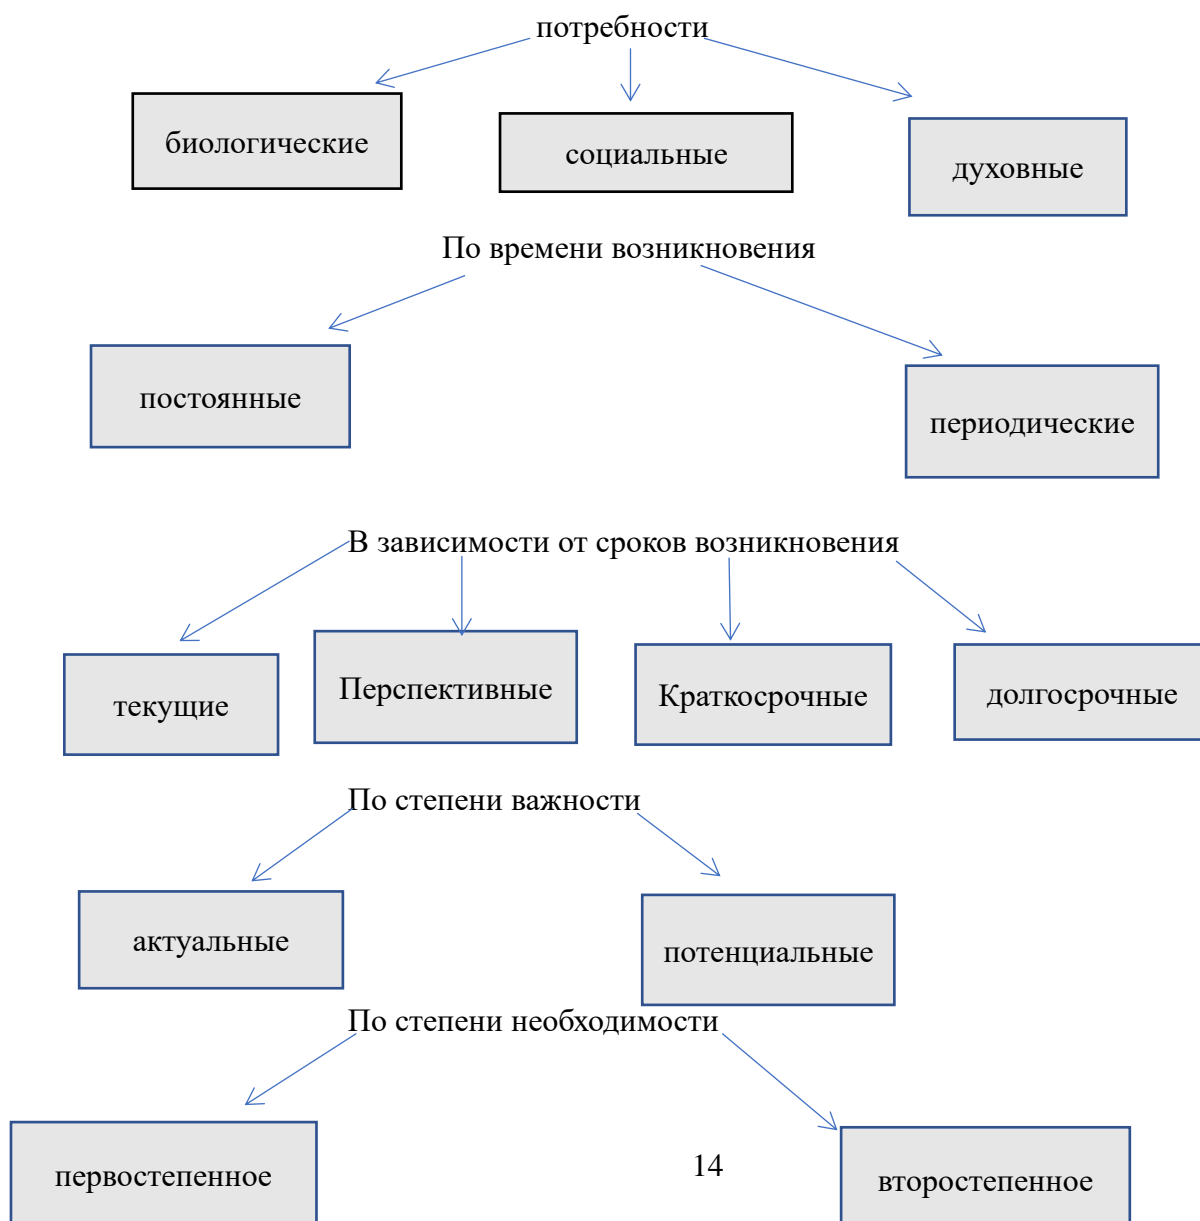 потребности
биологические
социальные
духовные
По времени возникновения
постоянные
периодические
В зависимости от сроков возникновения
текущие
Перспективные
Краткосрочные
долгосрочные
По степени важности
актуальные
потенциальные
По степени необходимости
первостепенное
14
второстепенное